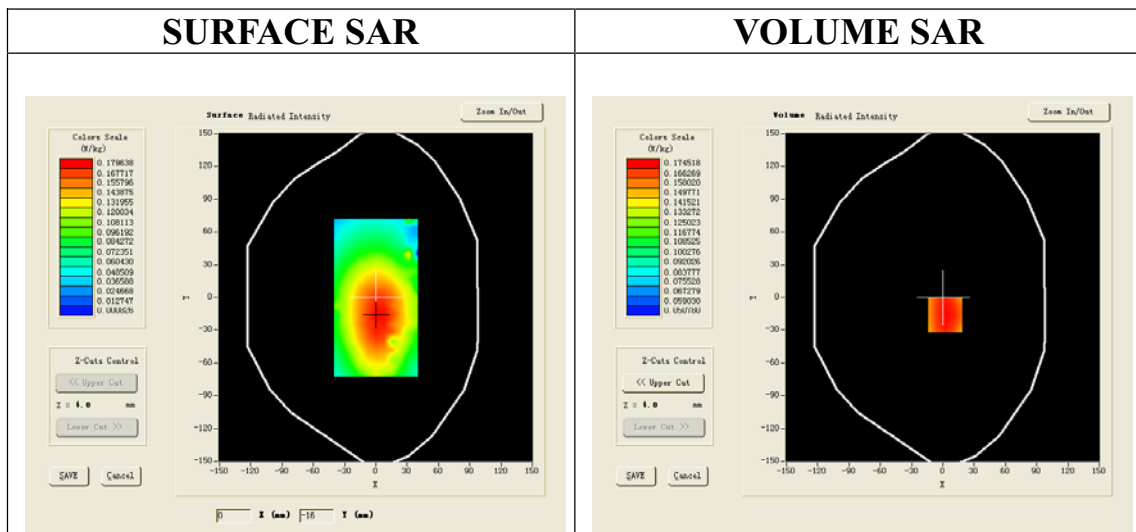 SURFACE SAR
VOLUME SAR
Surface Radiated Intensity
Zoom In/Out
Colors Scale
(W/kg)
0.179638
0.167717
0.155796
0.143875
0.131955
0.120034
0.108113
0.096192
0.084272
0.072351
0.060430
0.048509
0.036588
0.024668
0.012747
0.000826
150
120
90
60
30
0
-30
-60
-90
-120
-150
Y
-150 -120 -90 -60 -30 0 30 60 90 120 150
X
Z-Cuts Control
<< Upper Cut
Z = 4.0 mm
Lower Cut >>
SAVE Cancel
0 X (mm) -16 Y (mm)
Volume Radiated Intensity
Zoom In/Out
Colors Scale
(W/kg)
0.174518
0.166269
0.158020
0.149771
0.141521
0.133272
0.125023
0.116774
0.108525
0.100276
0.092026
0.083777
0.075528
0.067279
0.059030
0.050780
150
120
90
60
30
0
-30
-60
-90
-120
-150
Y
-150 -120 -90 -60 -30 0 30 60 90 120 150
X
Z-Cuts Control
<< Upper Cut
Z = 4.0 mm
Lower Cut >>
SAVE Cancel